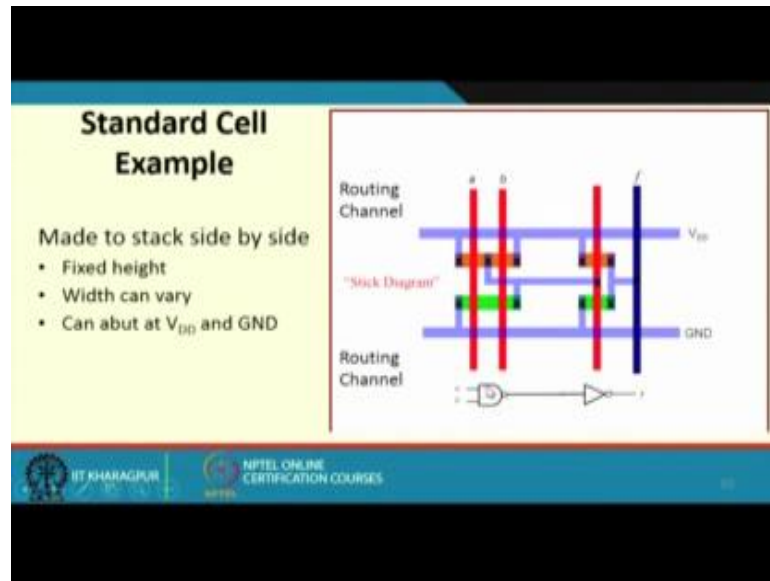 Standard Cell
Example
Made to stack side by side
• Fixed height
• Width can vary
• Can abut at VDD and GND
Routing
Channel
a b f
VDD
"Stick Diagram"
GND
Routing
Channel
IIT KHARAGPUR
NPTEL ONLINE
CERTIFICATION COURSES
NPTEL